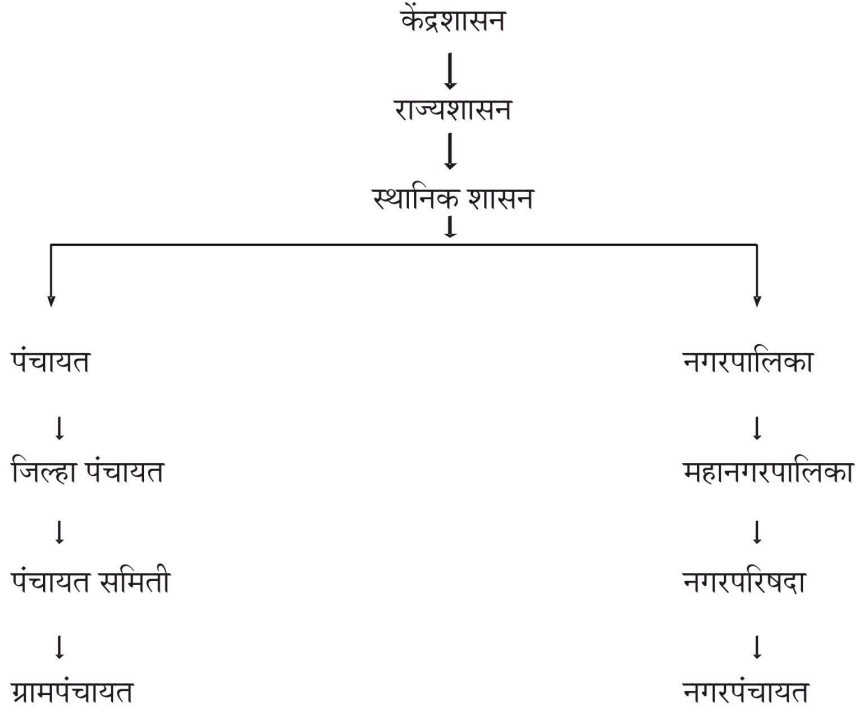 केंद्रशासन
राज्यशासन
स्थानिक शासन
पंचायत
नगरपालिका
जिल्हा पंचायत
महानगरपालिका
पंचायत समिती
नगरपरिषदा
ग्रामपंचायत
नगरपंचायत